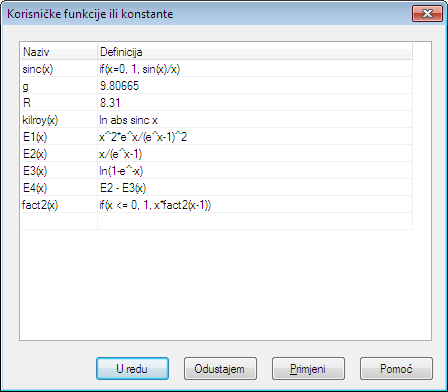 Korisničke funkcije ili konstante
Naziv Definicija
sinc(x) if(x=0, 1, sin(x)/x)
g 9.80665
R 8.31
kilroy(x) ln abs sinc x
E1(x) x^2*e^x/(e^x-1)^2
E2(x) x/(e^x-1)
E3(x) ln(1-e^-x)
E4(x) E2 - E3(x)
fact2(x) if(x <= 0, 1, x*fact2(x-1))
U redu Odustajem Primjeni Pomoć